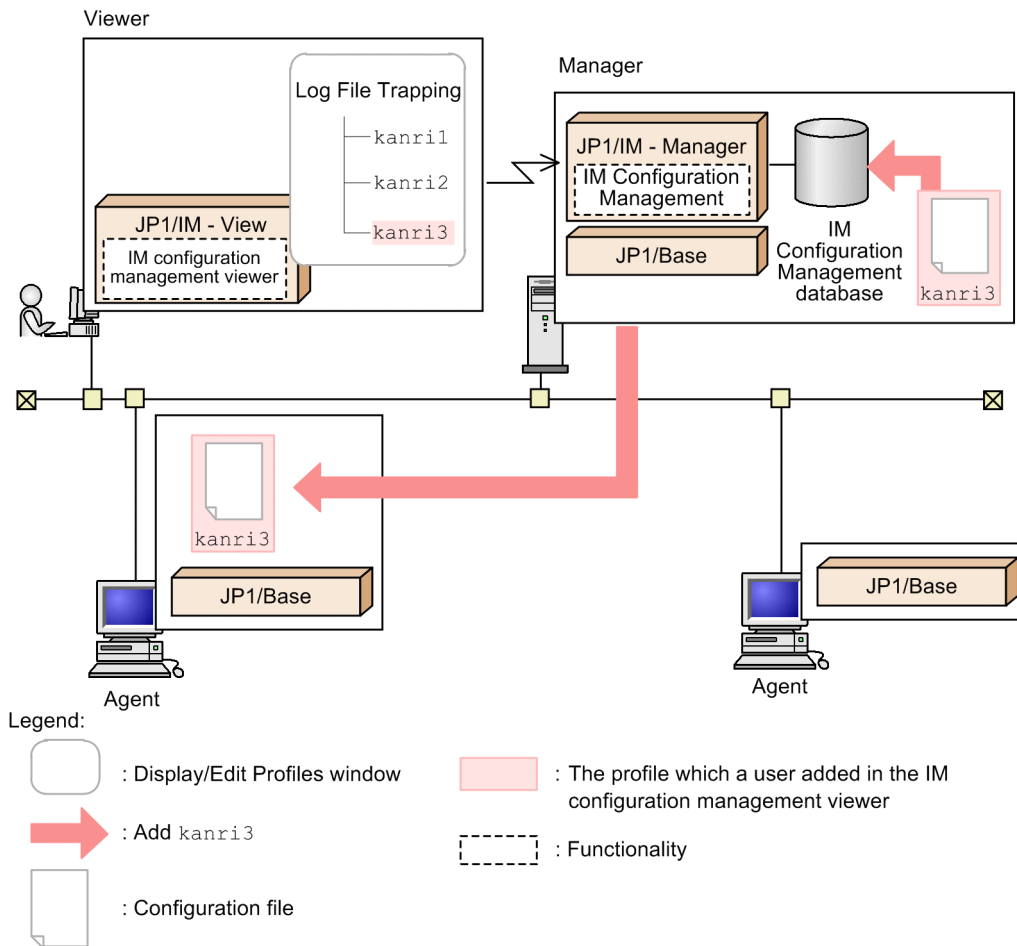 Viewer
Log File Trapping
kanri1
kanri2
kanri3
JP1/IM - View
IM configuration
management viewer
Manager
JP1/IM - Manager
IM Configuration
Management
JP1/Base
IM
Configuration
Management
database
kanri3
kanri3
JP1/Base
Agent
JP1/Base
Agent
Legend:
: Display/Edit Profiles window
: Add kanri3
: Configuration file
: The profile which a user added in the IM
configuration management viewer
: Functionality